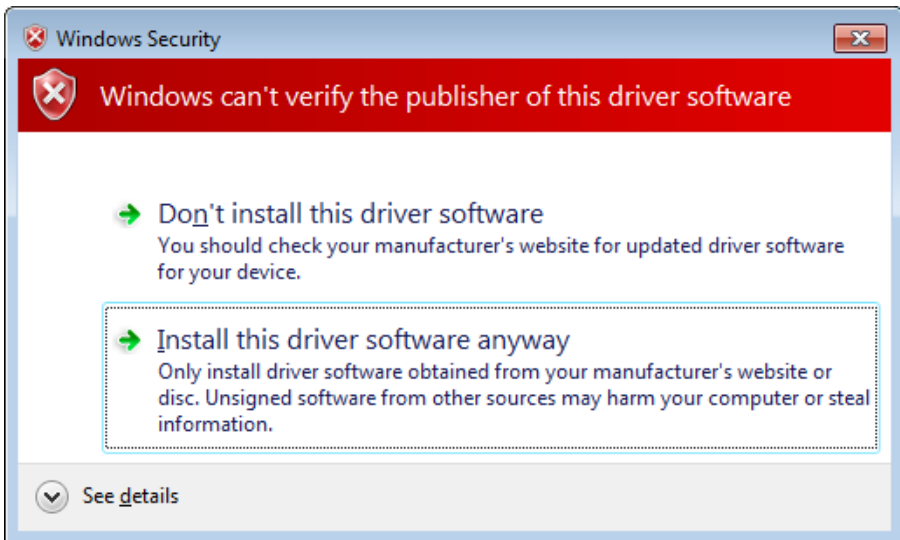 Windows Security
Windows can't verify the publisher of this driver software
Don't install this driver software
You should check your manufacturer's website for updated driver software
for your device.
Install this driver software anyway
Only install driver software obtained from your manufacturer's website or
disc. Unsigned software from other sources may harm your computer or steal
information.
See details